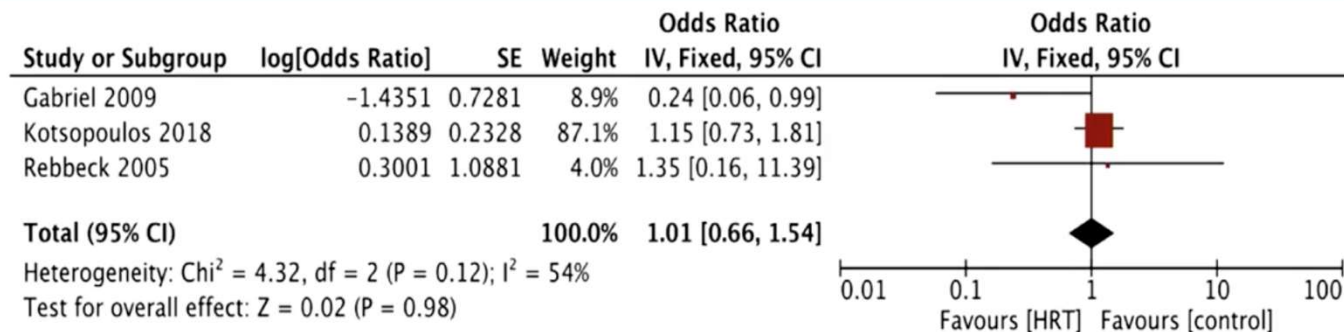 Odds Ratio Odds Ratio
Study or Subgroup log[Odds Ratio] SE Weight IV, Fixed, 95% CI IV, Fixed, 95% CI
Gabriel 2009 −1.4351 0.7281 8.9% 0.24 [0.06, 0.99]
Kotsopoulos 2018 0.1389 0.2328 87.1% 1.15 [0.73, 1.81]
Rebbeck 2005 0.3001 1.0881 4.0% 1.35 [0.16, 11.39]
Total (95% CI) 100.0% 1.01 [0.66, 1.54]
Heterogeneity: Chi² = 4.32, df = 2 (P = 0.12); I² = 54%
Test for overall effect: Z = 0.02 (P = 0.98)
0.01 0.1 1 10 100
Favours [HRT] Favours [control]